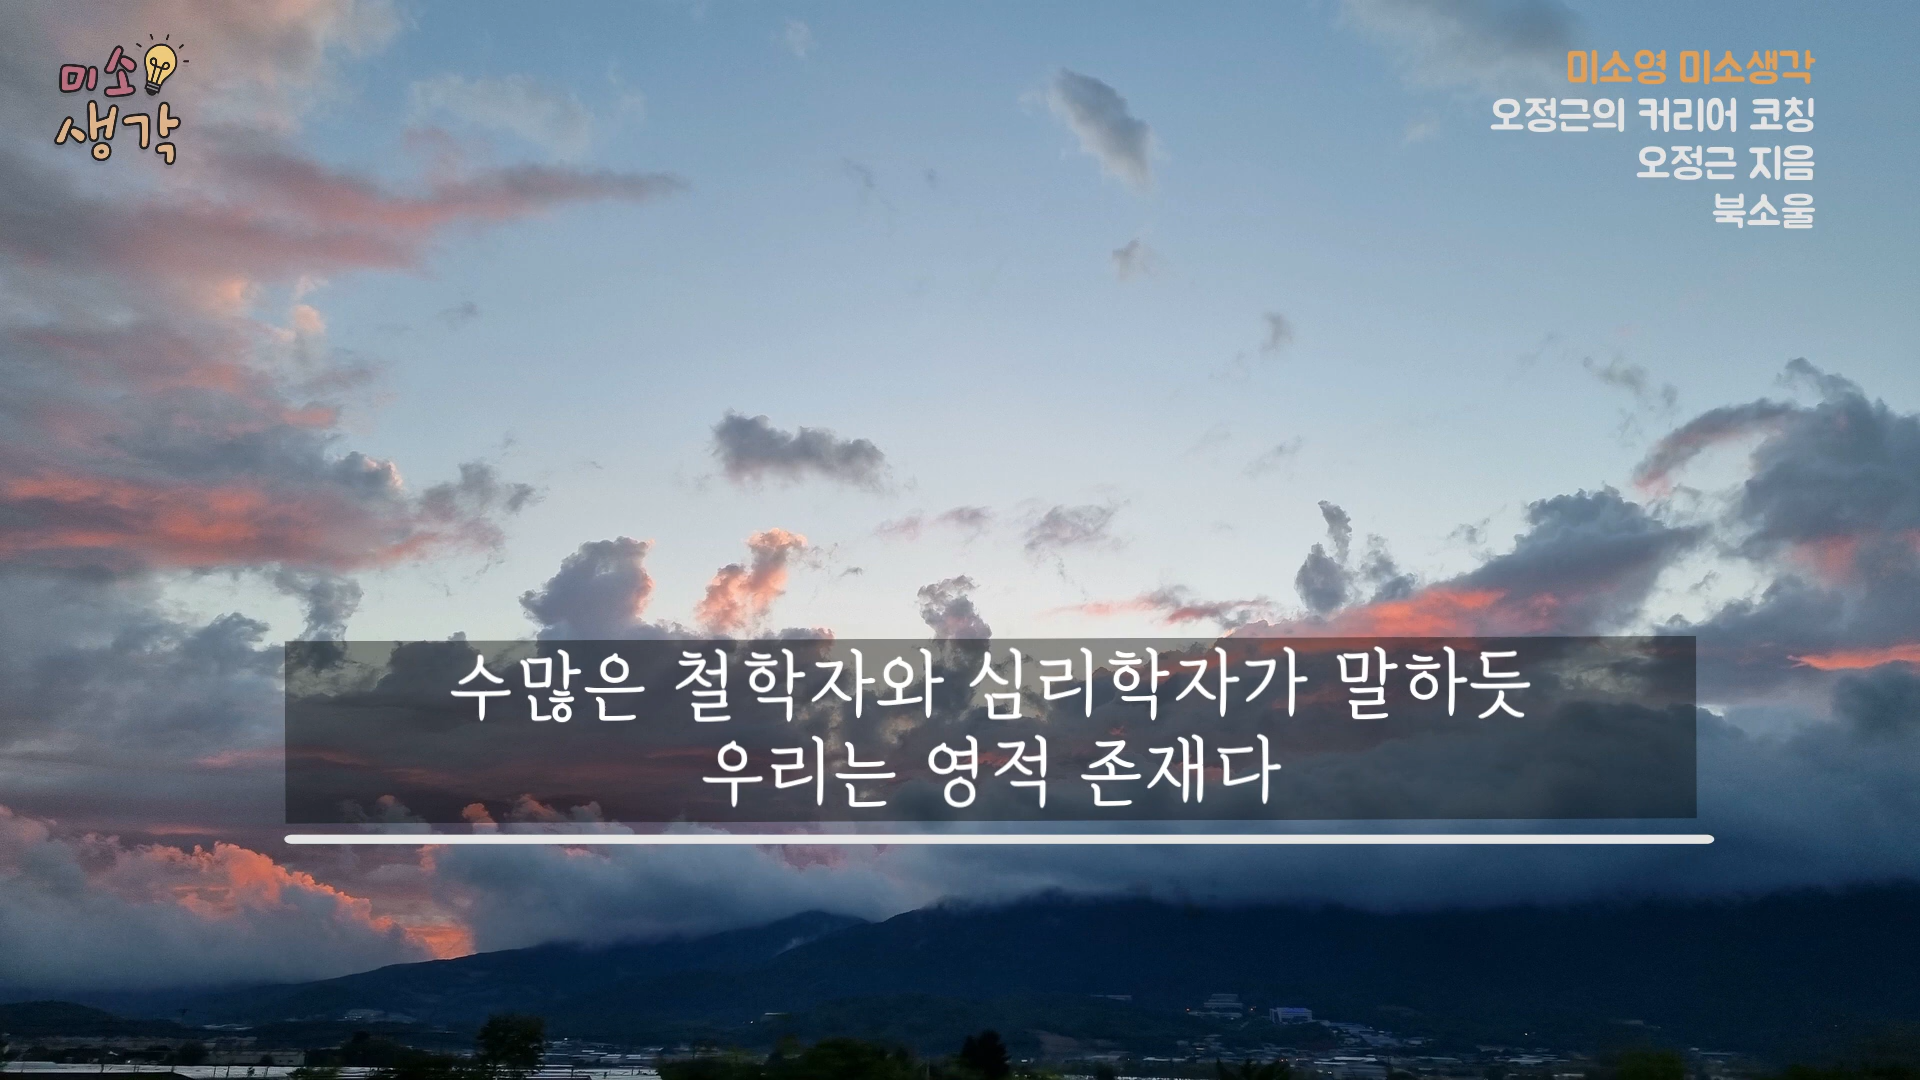 미소
생각
미소영 미소생각
오정근의 커리어 코칭
오정근 지음
북소울
수많은 철학자와 심리학자가 말하듯
우리는 영적 존재다